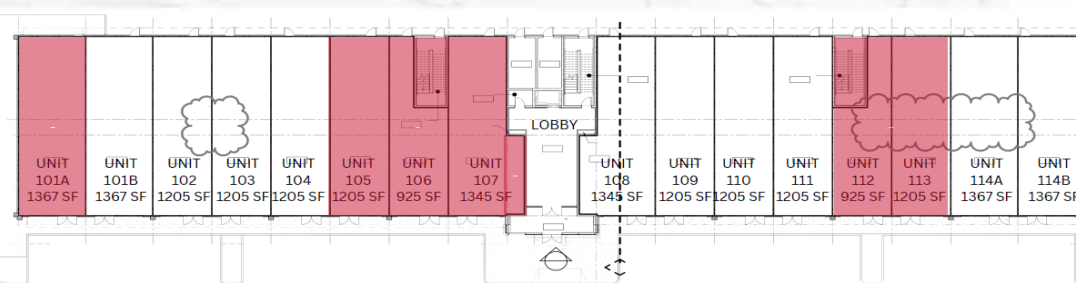 LOBBY
UNIT
101A
1367 SF
UNIT
101B
1367 SF
UNIT
102
1205 SF
UNIT
103
1205 SF
UNIT
104
1205 SF
UNIT
105
1205 SF
UNIT
106
925 SF
UNIT
107
1345 SF
UNIT
108
1345 SF
UNIT
109
1205 SF
UNIT
110
1205 SF
UNIT
111
1205 SF
UNIT
112
925 SF
UNIT
113
1205 SF
UNIT
114A
1367 SF
UNIT
114B
1367 SF